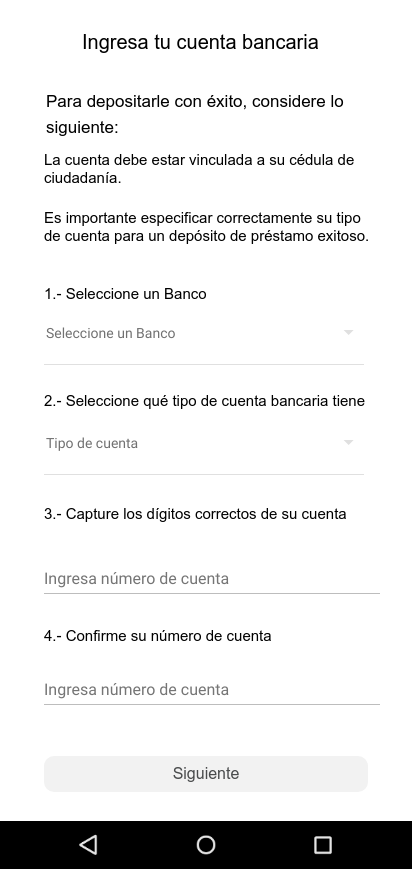 Ingresa tu cuenta bancaria
Para depositarle con éxito, considere lo
siguiente:
La cuenta debe estar vinculada a su cédula de
ciudadanía.
Es importante especificar correctamente su tipo
de cuenta para un depósito de préstamo exitoso.
1.- Seleccione un Banco
Seleccione un Banco
2.- Seleccione qué tipo de cuenta bancaria tiene
Tipo de cuenta
3.- Capture los dígitos correctos de su cuenta
Ingresa número de cuenta
4.- Confirme su número de cuenta
Ingresa número de cuenta
Siguiente